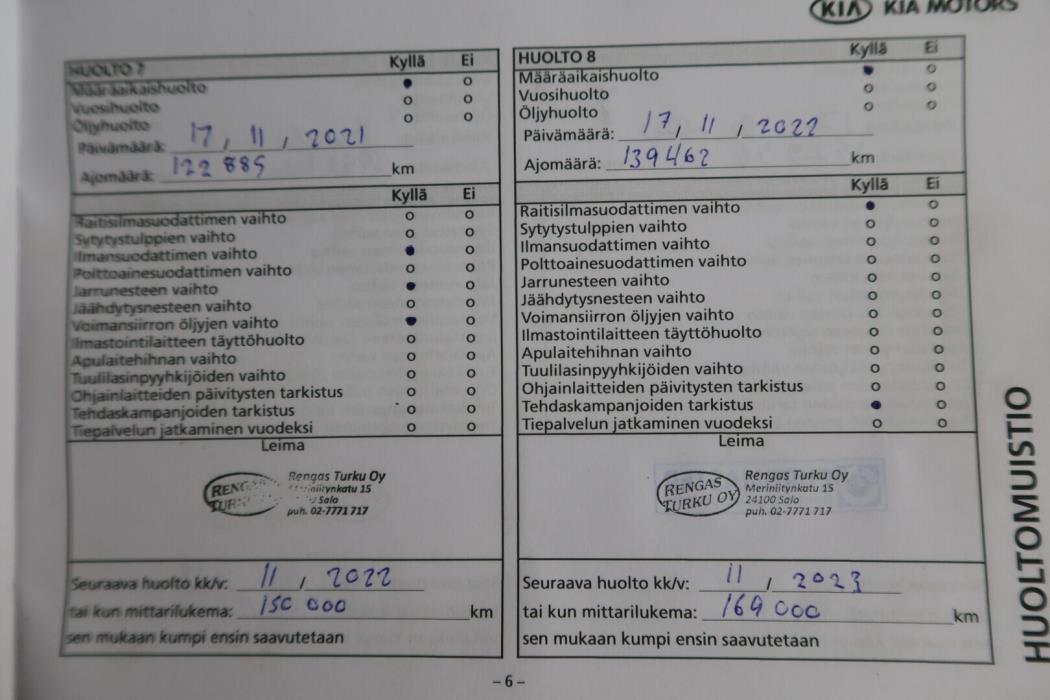 KIA KIA MOTORS
HUOLTO 7 Kyllä Ei
Määräaikaishuolto
Vuosihuolto
Öljyhuolto
Päivämäärä: 17 / 11 / 2021
Ajomäärä: 122 885 km
Kyllä Ei
Raitisilmasuodattimen vaihto
Sytytystulppien vaihto
Ilmansuodattimen vaihto
Polttoainesuodattimen vaihto
Jarrunesteen vaihto
Jäähdytysnesteen vaihto
Voimansiirron öljyjen vaihto
Ilmastointilaitteen täyttöhuolto
Apulaitehihnan vaihto
Tuulilasinpyyhkijöiden vaihto
Ohjainlaitteiden päivitysten tarkistus
Tehdaskampanjoiden tarkistus
Tiepalvelun jatkaminen vuodeksi
Leima
RENGAS
TURKU
Rengas Turku Oy
Meriniitynkatu 15
Salo
puh. 02-7771 717
Seuraava huolto kk/v: 11 / 2022
tai kun mittarilukema: 150 000 km
sen mukaan kumpi ensin saavutetaan
HUOLTO 8 Kyllä Ei
Määräaikaishuolto
Vuosihuolto
Öljyhuolto
Päivämäärä: 17 / 11 / 2022
Ajomäärä: 139462 km
Kyllä Ei
Raitisilmasuodattimen vaihto
Sytytystulppien vaihto
Ilmansuodattimen vaihto
Polttoainesuodattimen vaihto
Jarrunesteen vaihto
Jäähdytysnesteen vaihto
Voimansiirron öljyjen vaihto
Ilmastointilaitteen täyttöhuolto
Apulaitehihnan vaihto
Tuulilasinpyyhkijöiden vaihto
Ohjainlaitteiden päivitysten tarkistus
Tehdaskampanjoiden tarkistus
Tiepalvelun jatkaminen vuodeksi
Leima
RENGAS
TURKU OY
Rengas Turku Oy
Meriniitynkatu 15
24100 Salo
puh. 02-7771 717
Seuraava huolto kk/v: 11 / 2023
tai kun mittarilukema: 169 000 km
sen mukaan kumpi ensin saavutetaan
– 6 –
HUOLTOMUISTIO